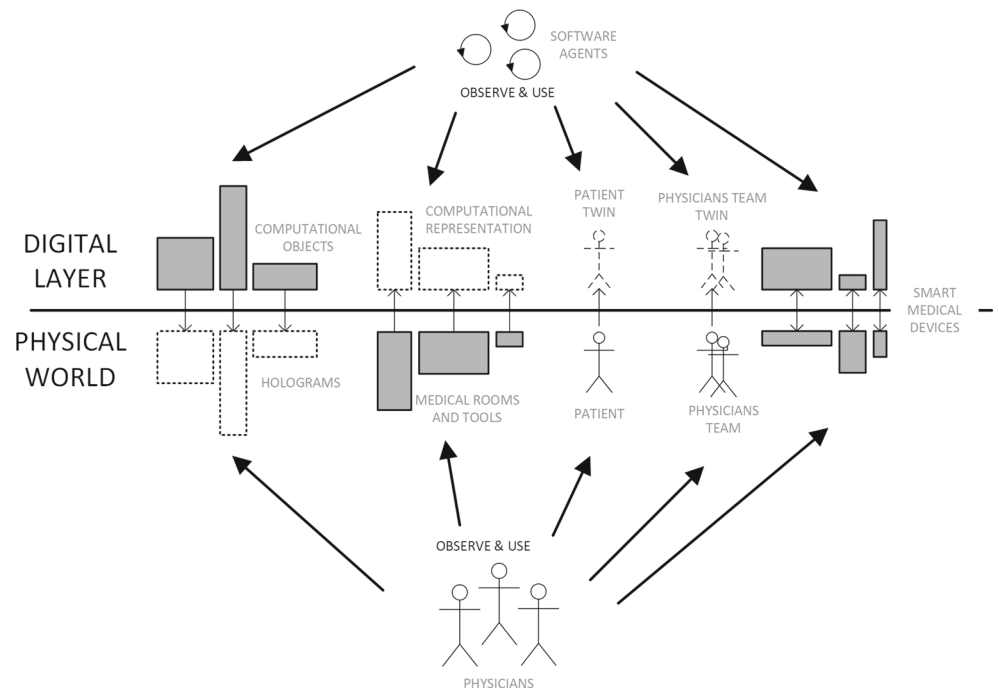 SOFTWARE
AGENTS
OBSERVE & USE
PATIENT
TWIN
PHYSICIANS TEAM
TWIN
COMPUTATIONAL
REPRESENTATION
COMPUTATIONAL
OBJECTS
DIGITAL
LAYER
SMART
MEDICAL
DEVICES
PHYSICAL
WORLD
HOLOGRAMS
MEDICAL ROOMS
AND TOOLS
PATIENT
PHYSICIANS
TEAM
OBSERVE & USE
PHYSICIANS